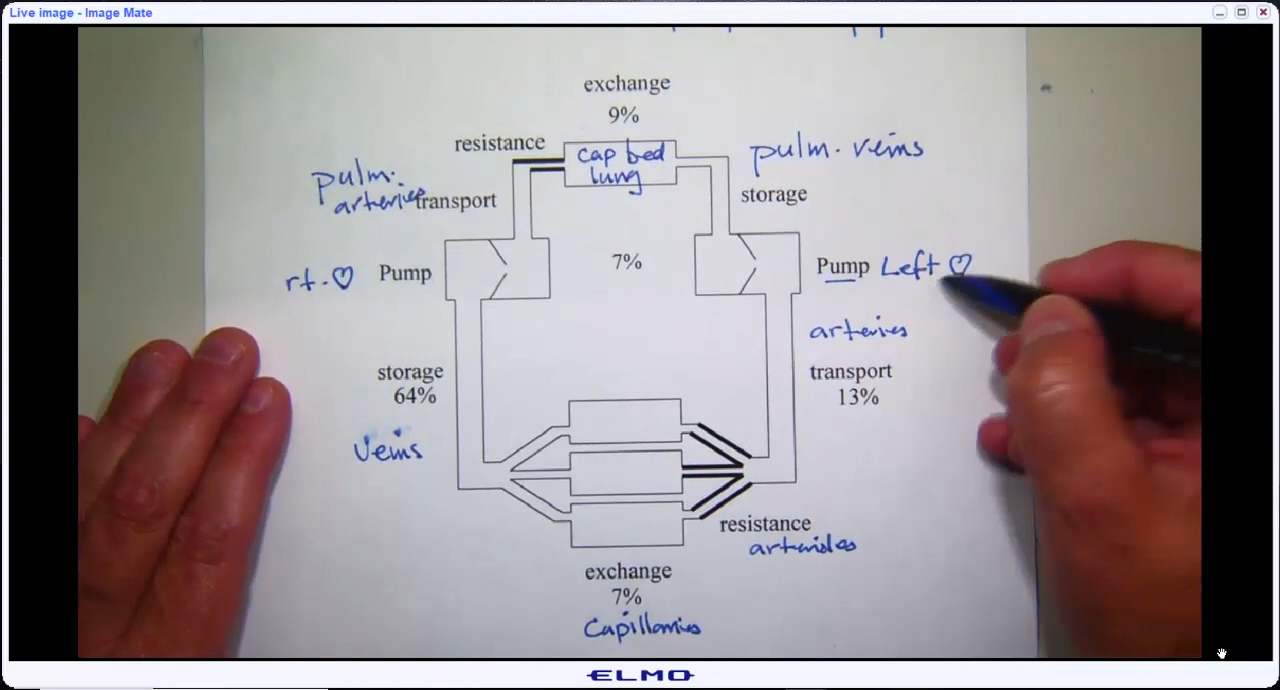 Live image - Image Mate
exchange
9%
resistance
cap bed
lung
pulm. veins
pulm.
arteries
transport
storage
rt. ♡
Pump
7%
Pump
Left ♡
arteries
storage
64%
transport
13%
veins
resistance
arterioles
exchange
7%
Capillaries
ELMO